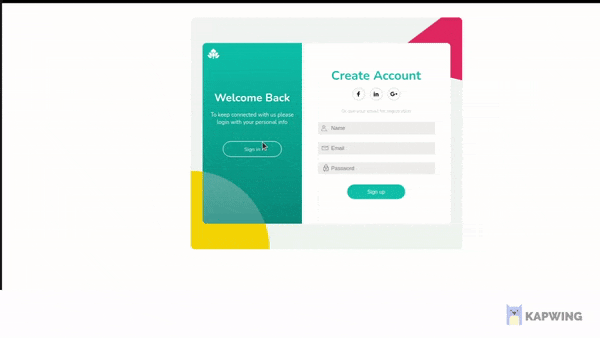 Welcome Back
To keep connected with us please
login with your personal info
Sign in
Create Account
f in G+
Or use your email for registration
Name
Email
Password
Sign up
KAPWING